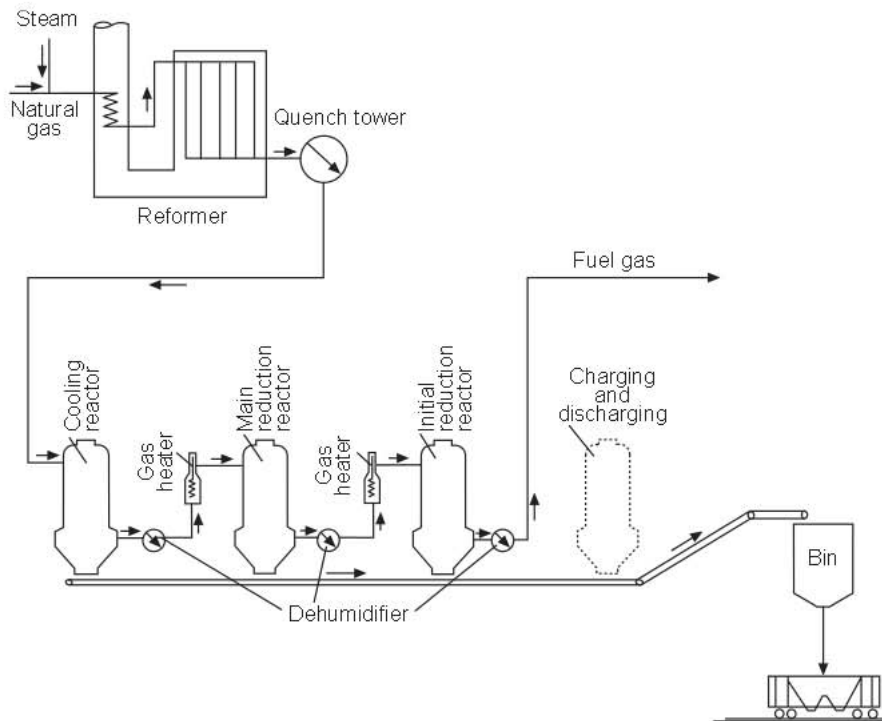 Steam
Natural
gas
Quench tower
Reformer
Fuel gas
Cooling
reactor
Gas
heater
Main
reduction
reactor
Gas
heater
Initial
reduction
reactor
Charging
and
discharging
Bin
Dehumidifier